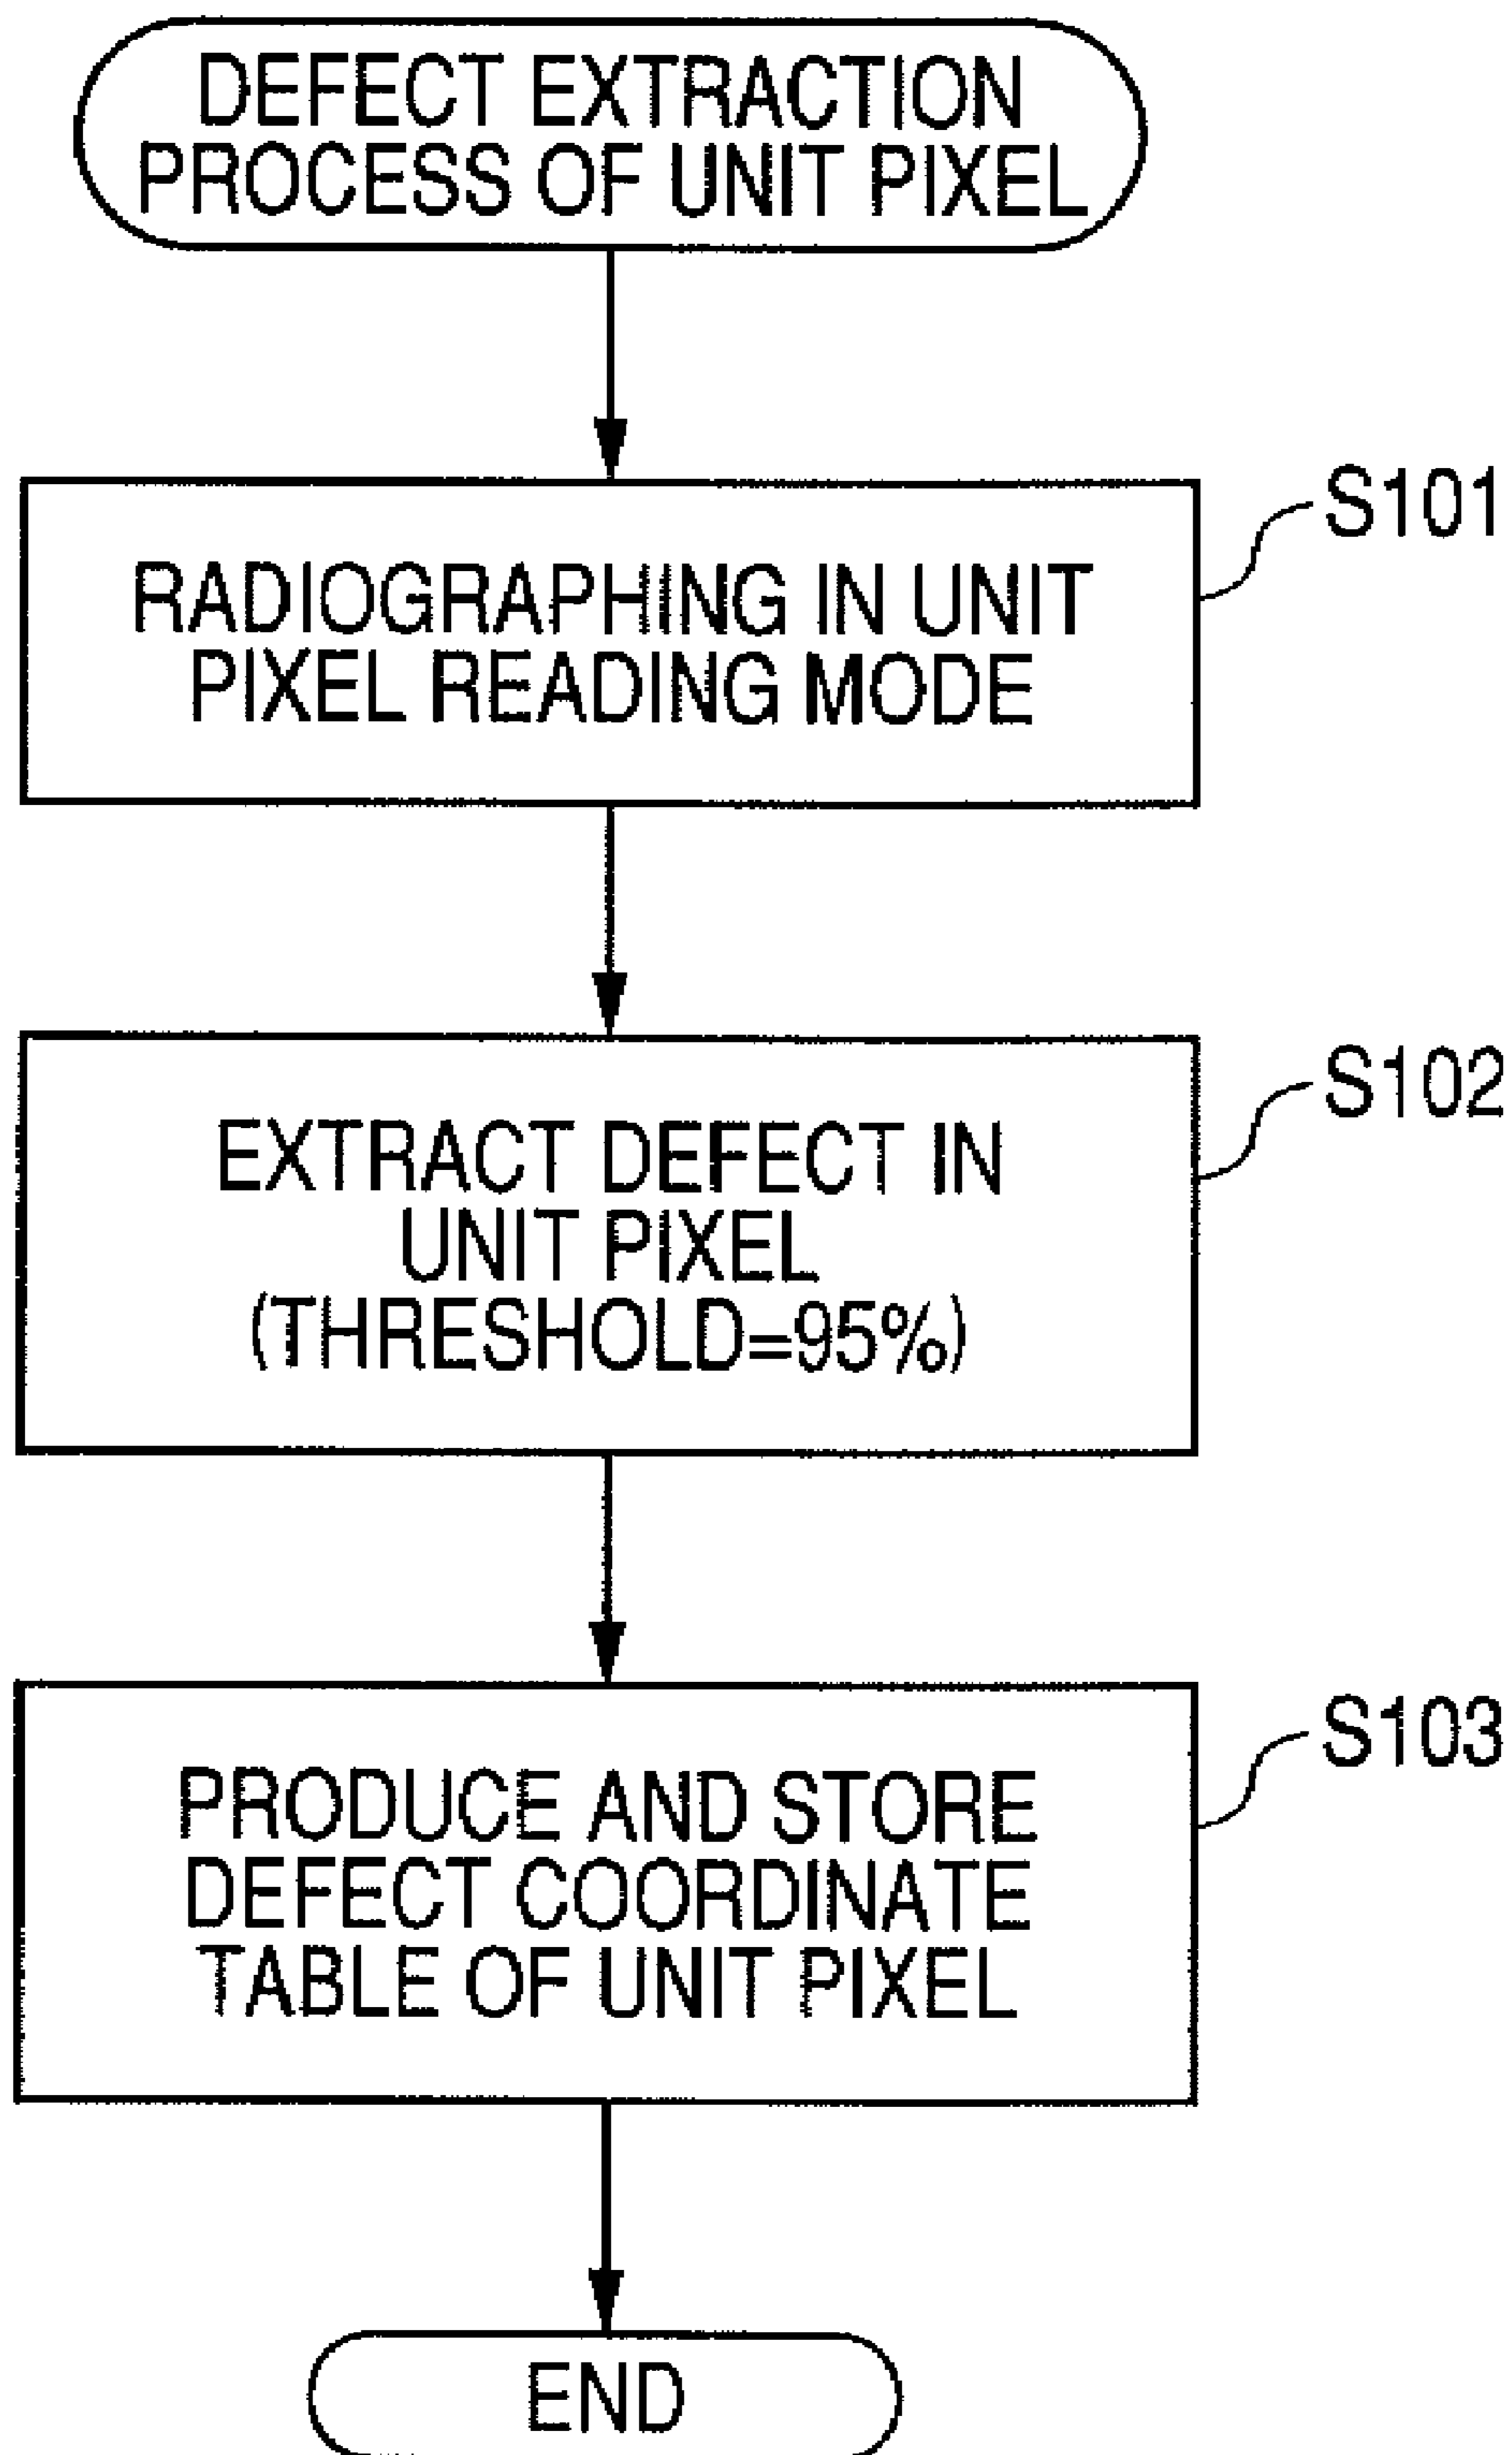 DEFECT EXTRACTION
PROCESS OF UNIT PIXEL
S101
RADIOGRAPHING IN UNIT
PIXEL READING MODE
S102
EXTRACT DEFECT IN
UNIT PIXEL
(THRESHOLD=95%)
S103
PRODUCE AND STORE
DEFECT COORDINATE
TABLE OF UNIT PIXEL
END